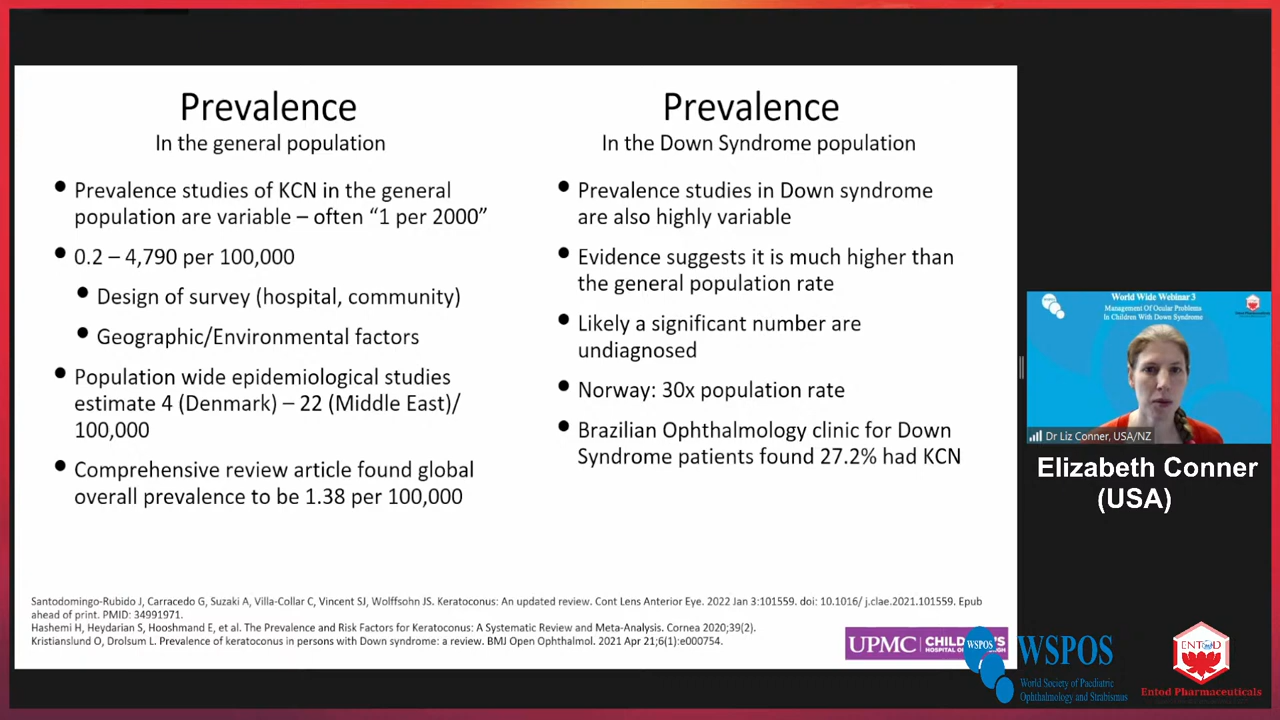 Prevalence
In the general population
Prevalence studies of KCN in the general
population are variable – often “1 per 2000”
0.2 – 4,790 per 100,000
Design of survey (hospital, community)
Geographic/Environmental factors
Population wide epidemiological studies
estimate 4 (Denmark) – 22 (Middle East)/
100,000
Comprehensive review article found global
overall prevalence to be 1.38 per 100,000
Prevalence
In the Down Syndrome population
Prevalence studies in Down syndrome
are also highly variable
Evidence suggests it is much higher than
the general population rate
Likely a significant number are
undiagnosed
Norway: 30x population rate
Brazilian Ophthalmology clinic for Down
Syndrome patients found 27.2% had KCN
Santodomingo-Rubido J, Carracedo G, Suzaki A, Villa-Collar C, Vincent SJ, Wolffsohn JS. Keratoconus: An updated review. Cont Lens Anterior Eye. 2022 Jan 3:101559. doi: 10.1016/ j.clae.2021.101559. Epub
ahead of print. PMID: 34991971.
Hashemi H, Heydarian S, Hooshmand E, et al. The Prevalence and Risk Factors for Keratoconus: A Systematic Review and Meta-Analysis. Cornea 2020;39(2).
Kristianslund O, Drolsum L. Prevalence of keratoconus in persons with Down syndrome: a review. BMJ Open Ophthalmol. 2021 Apr 21;6(1):e000754.
UPMC
World Wide Webinar 3
Management Of Ocular Problems
In Children With Down Syndrome
Dr Liz Conner, USA/NZ
Elizabeth Conner
(USA)
WSPOS
WSPOS
World Society of Paediatric
Ophthalmology and Strabismus
ENTOD
Entod Pharmaceuticals